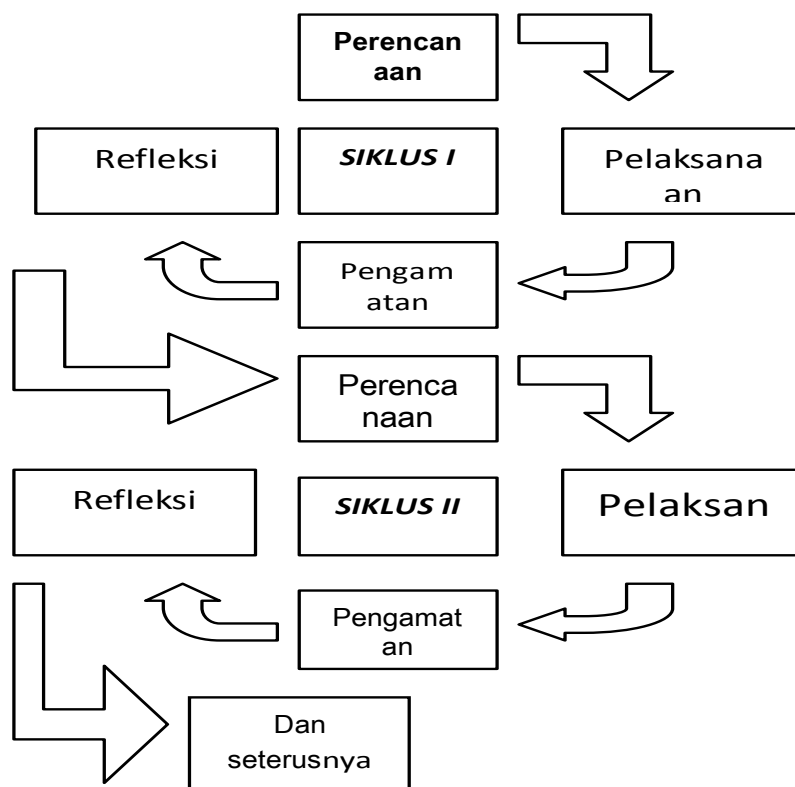 Perencan
aan
Refleksi
SIKLUS I
Pelaksana
an
Pengam
atan
Perenca
naan
Refleksi
SIKLUS II
Pelaksan
Pengamat
an
Dan
seterusnya